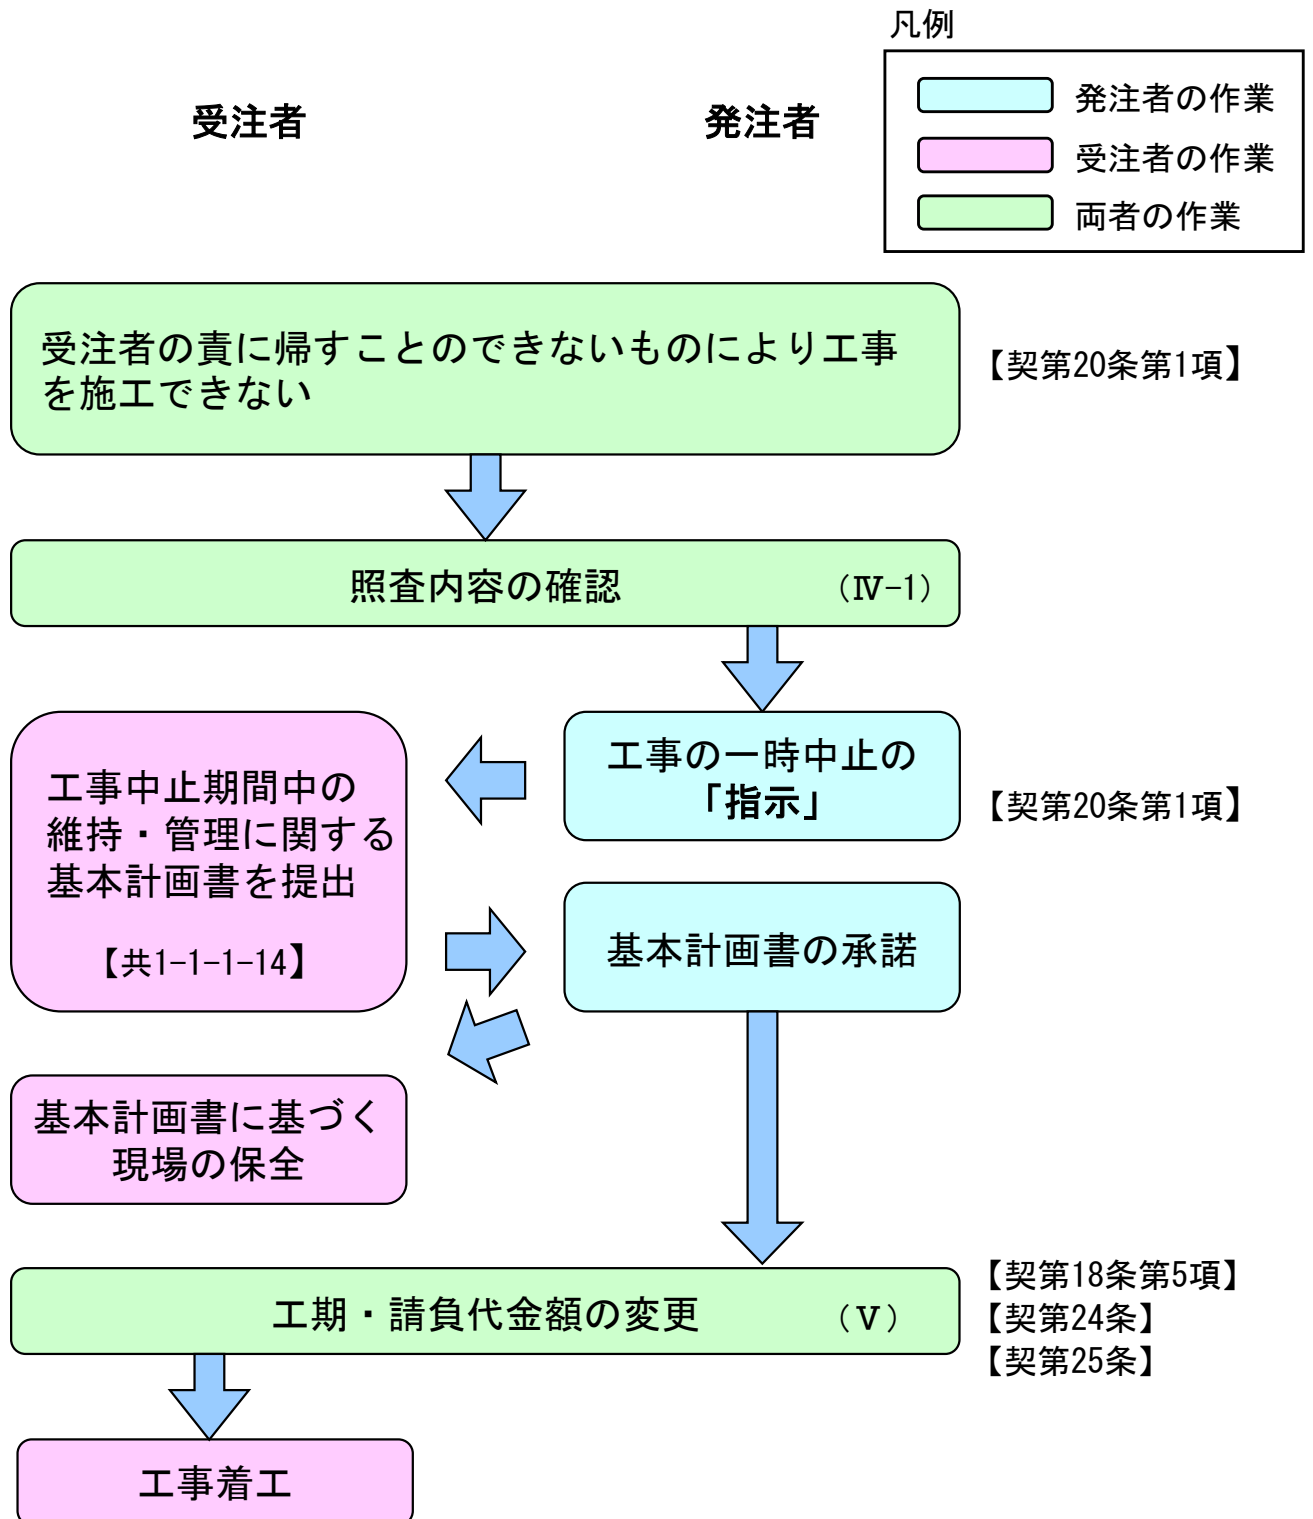 凡例
発注者の作業
受注者の作業
両者の作業
受注者
発注者
受注者の責に帰すことのできないものにより工事
を施工できない
【契第20条第1項】
照査内容の確認 (Ⅳ-1)
工事の一時中止の
「指示」
【契第20条第1項】
工事中止期間中の
維持・管理に関する
基本計画書を提出
【共1-1-1-14】
基本計画書の承諾
基本計画書に基づく
現場の保全
工期・請負代金額の変更 (Ⅴ)
【契第18条第5項】
【契第24条】
【契第25条】
工事着工